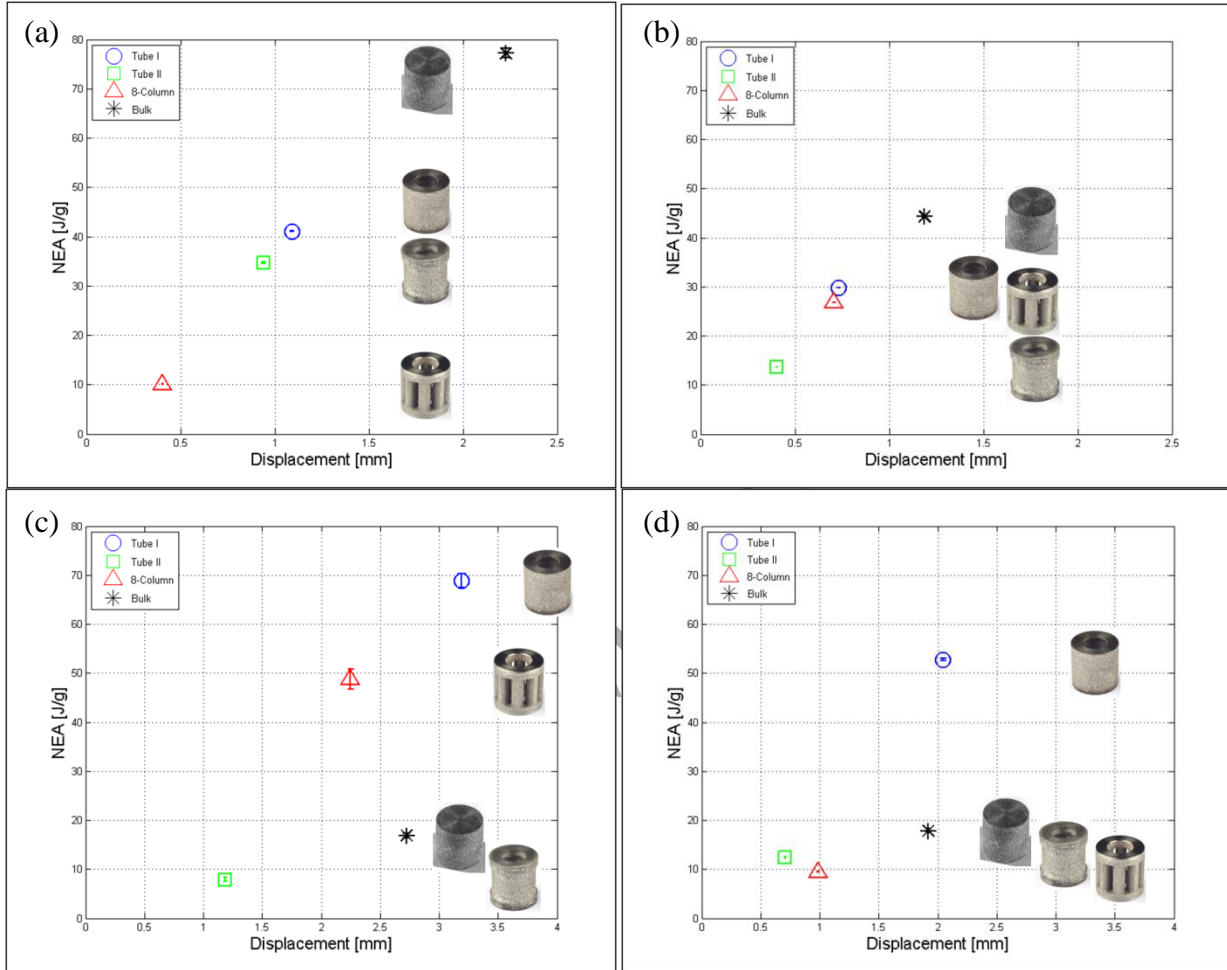 (a)
80
70
60
50
40
30
20
10
0
NEA [J/g]
Tube I
Tube II
8-Column
Bulk
0 0.5 1 1.5 2 2.5
Displacement [mm]
(b)
80
70
60
50
40
30
20
10
0
NEA [J/g]
Tube I
Tube II
8-Column
Bulk
0 0.5 1 1.5 2 2.5
Displacement [mm]
(c)
80
70
60
50
40
30
20
10
0
NEA [J/g]
Tube I
Tube II
8-Column
Bulk
0 0.5 1 1.5 2 2.5 3 3.5 4
Displacement [mm]
(d)
80
70
60
50
40
30
20
10
0
NEA [J/g]
Tube I
Tube II
8-Column
Bulk
0 0.5 1 1.5 2 2.5 3 3.5 4
Displacement [mm]